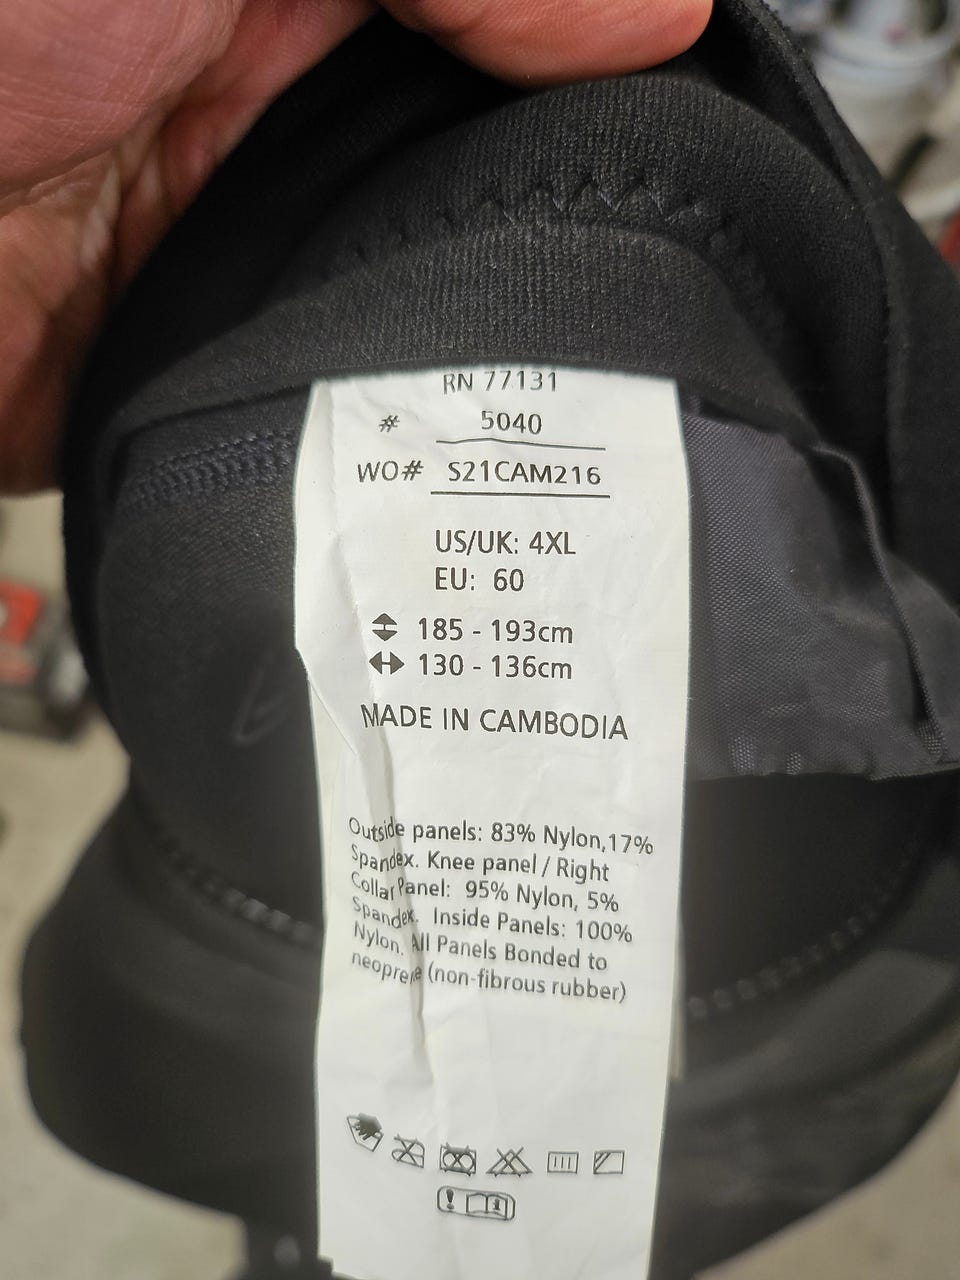 RN 77131
# 5040
WO# S21CAM216
US/UK: 4XL
EU: 60
185 - 193cm
130 - 136cm
MADE IN CAMBODIA
Outside panels: 83% Nylon,17%
Spandex. Knee panel / Right
Collar Panel: 95% Nylon, 5%
Spandex. Inside Panels: 100%
Nylon. All Panels Bonded to
neoprene (non-fibrous rubber)